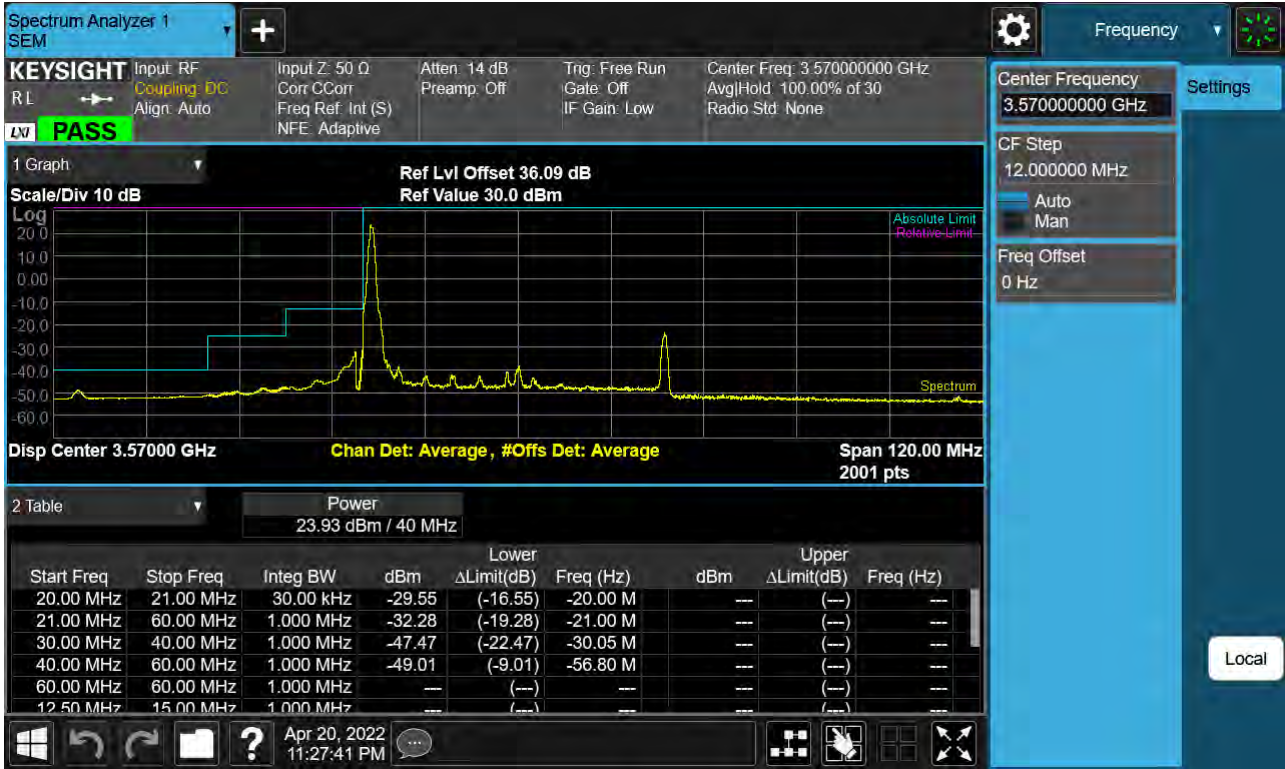 Spectrum Analyzer 1
SEM
+
Frequency
KEYSIGHT
R L
LXI
PASS
Input: RF
Coupling: DC
Align: Auto
Input Z: 50 Ω
Corr CCorr
Freq Ref: Int (S)
NFE: Adaptive
Atten: 14 dB
Preamp: Off
Trig: Free Run
Gate: Off
IF Gain: Low
Center Freq: 3.570000000 GHz
Avg|Hold: 100.00% of 30
Radio Std: None
Center Frequency
3.570000000 GHz
Settings
CF Step
12.000000 MHz
Auto
Man
Freq Offset
0 Hz
Local
1 Graph
Ref Lvl Offset 36.09 dB
Scale/Div 10 dB
Ref Value 30.0 dBm
Log
Absolute Limit
Relative Limit
20.0
10.0
0.00
-10.0
-20.0
-30.0
-40.0
-50.0
-60.0
Spectrum
Disp Center 3.57000 GHz
Chan Det: Average, #Offs Det: Average
Span 120.00 MHz
2001 pts
2 Table
Power
23.93 dBm / 40 MHz
Lower Upper
Start Freq Stop Freq Integ BW dBm ΔLimit(dB) Freq (Hz) dBm ΔLimit(dB) Freq (Hz)
20.00 MHz 21.00 MHz 30.00 kHz -29.55 (-16.55) -20.00 M --- (---) ---
21.00 MHz 60.00 MHz 1.000 MHz -32.28 (-19.28) -21.00 M --- (---) ---
30.00 MHz 40.00 MHz 1.000 MHz -47.47 (-22.47) -30.05 M --- (---) ---
40.00 MHz 60.00 MHz 1.000 MHz -49.01 (-9.01) -56.80 M --- (---) ---
60.00 MHz 60.00 MHz 1.000 MHz --- (---) --- --- (---) ---
12.50 MHz 15.00 MHz 1.000 MHz --- (---) --- --- (---) ---
?
Apr 20, 2022
11:27:41 PM